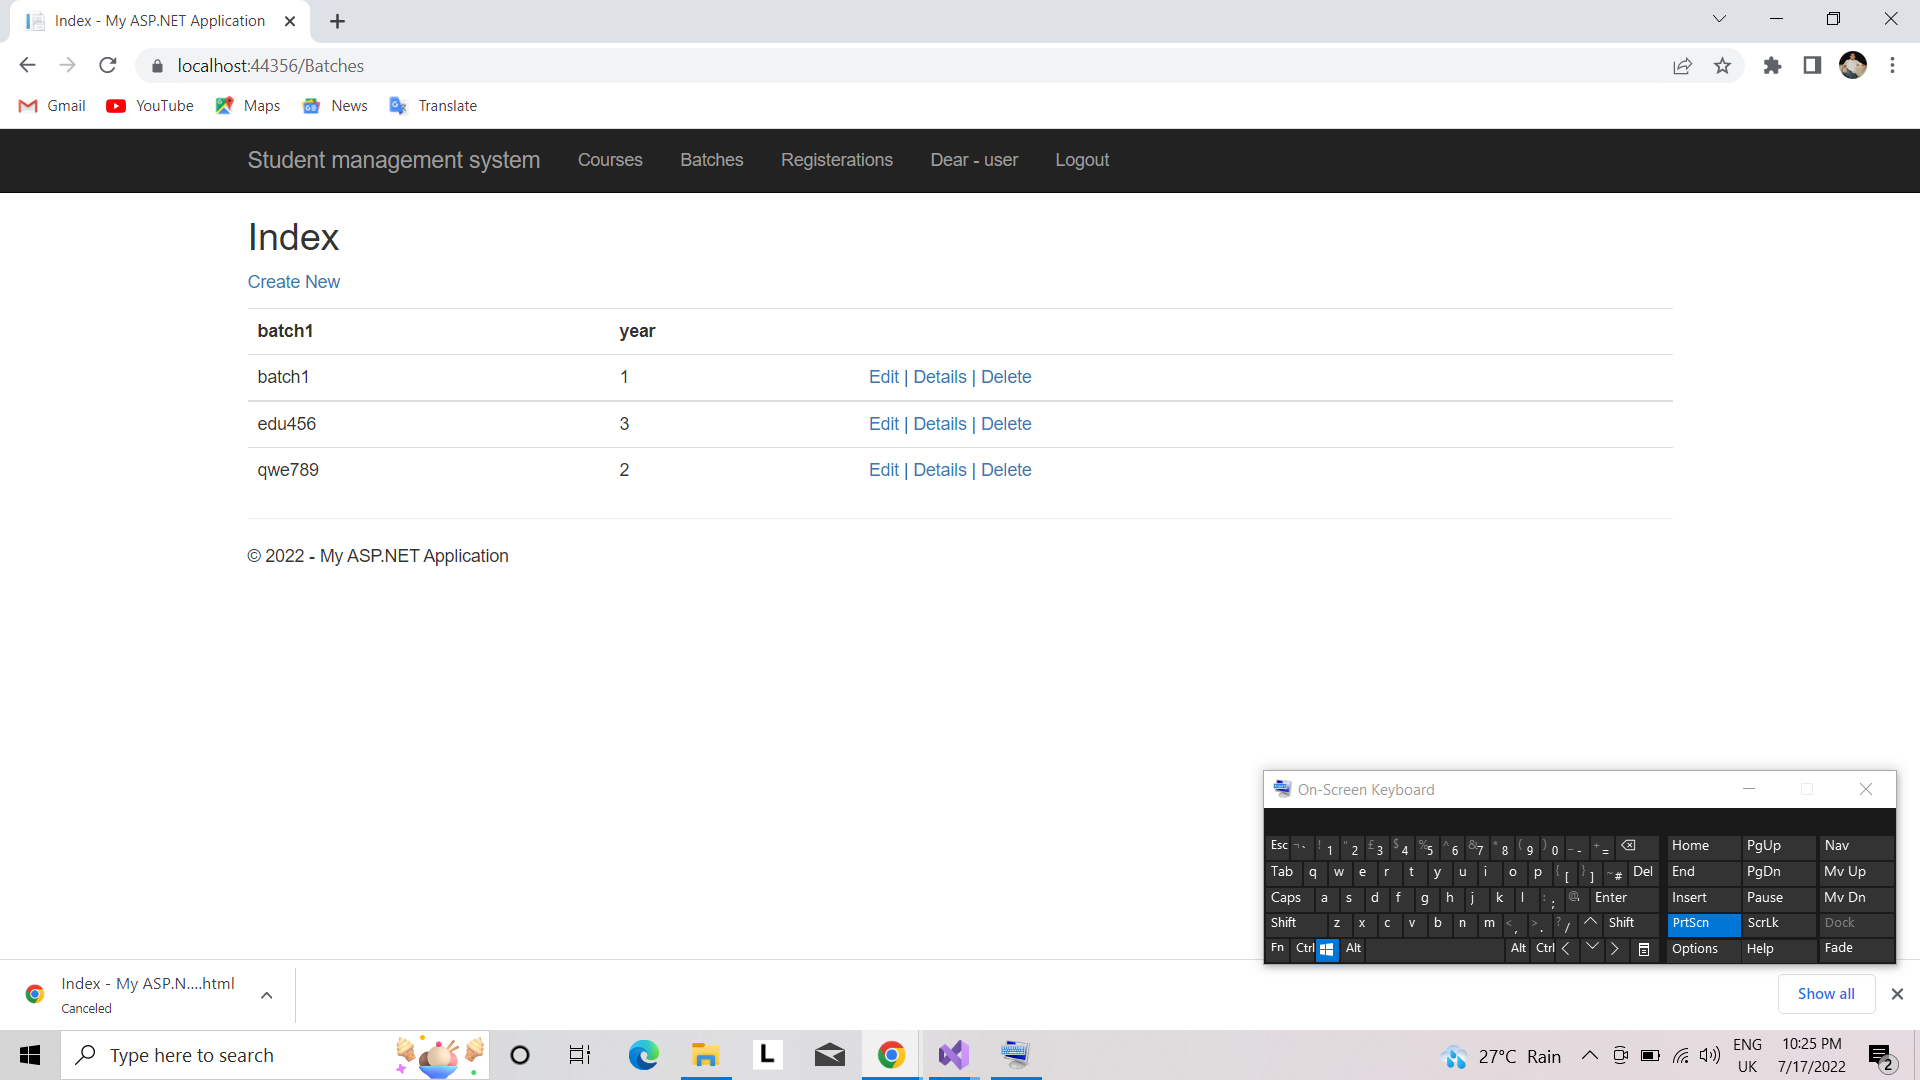 Index - My ASP.NET Application
localhost:44356/Batches
Gmail YouTube Maps News Translate
Student management system Courses Batches Registerations Dear - user Logout
Index
Create New
batch1 year
batch1 1 Edit | Details | Delete
edu456 3 Edit | Details | Delete
qwe789 2 Edit | Details | Delete
© 2022 - My ASP.NET Application
On-Screen Keyboard
Esc ¬ ` ! 1 " 2 £ 3 $ 4 % 5 ^ 6 & 7 * 8 ( 9 ) 0 _ - + = Home PgUp Nav
Tab q w e r t y u i o p { [ } ] ~ # Del End PgDn Mv Up
Caps a s d f g h j k l : ; @ Enter Insert Pause Mv Dn
Shift z x c v b n m < , > . ? / Shift PrtScn ScrLk Dock
Fn Ctrl Alt Alt Ctrl Options Help Fade
Index - My ASP.N....html
Canceled
Show all
Type here to search
L
27°C Rain
ENG
UK
10:25 PM
7/17/2022
2